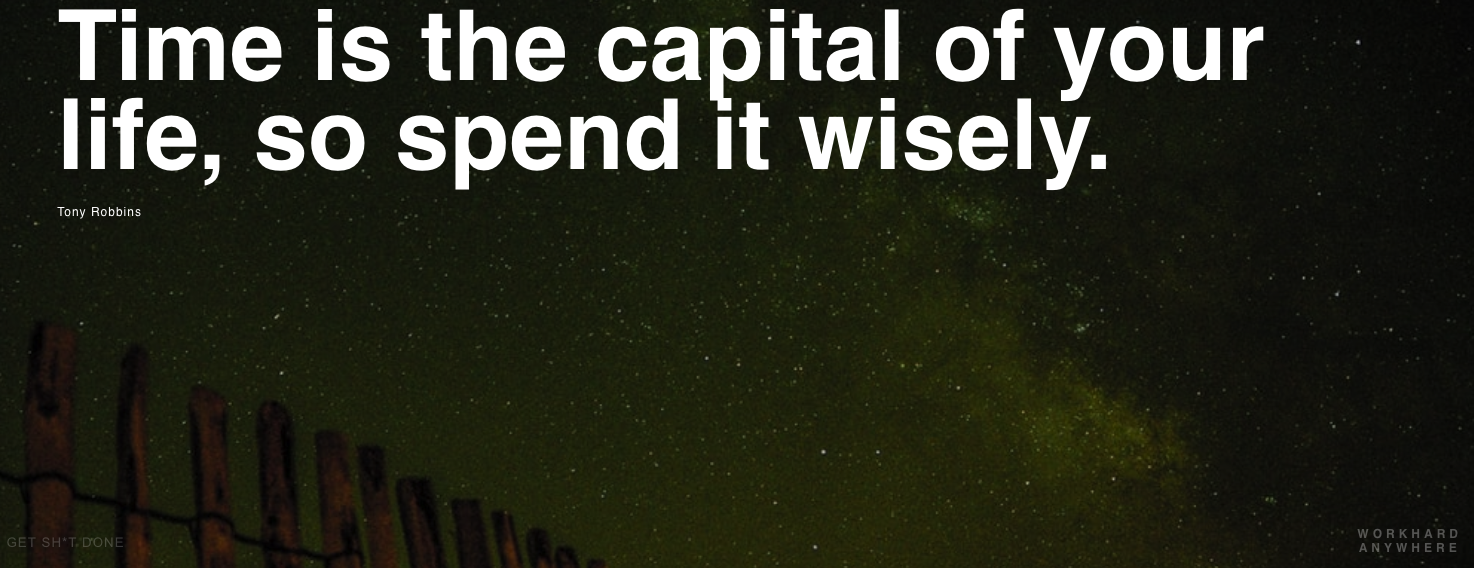 Time is the capital of your
life, so spend it wisely.
Tony Robbins
GET SH*T DONE
WORKHARD
ANYWHERE